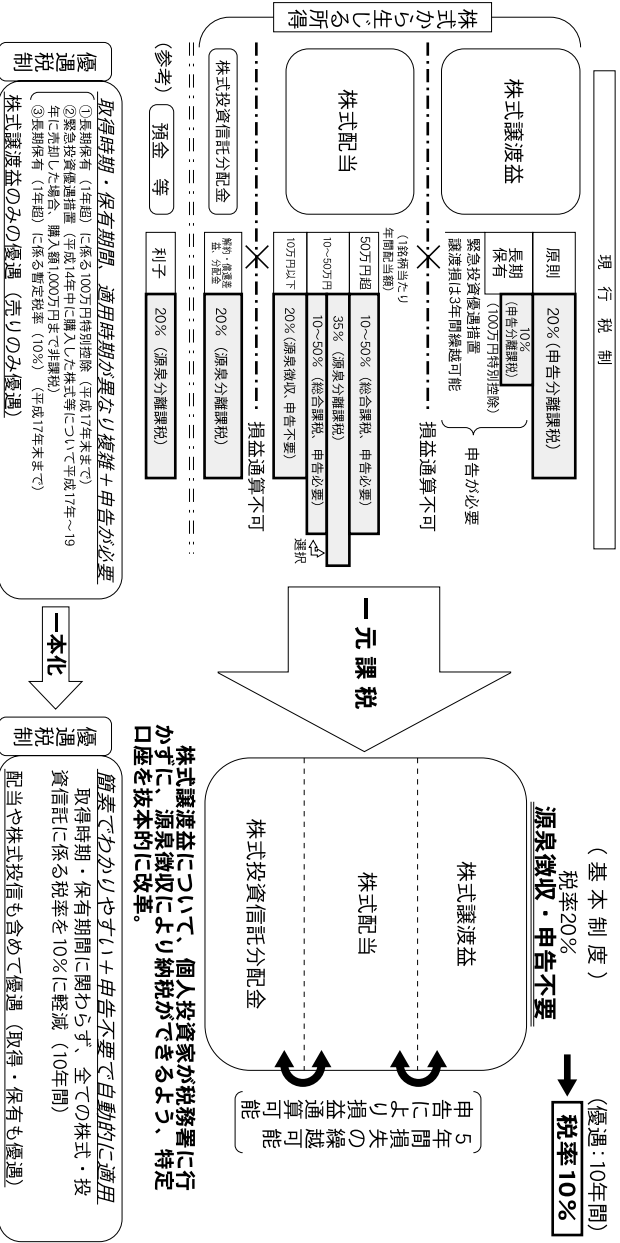 現行税制
株式から生じる所得
株式譲渡益
原則
20%(申告分離課税)
長期
保有
10%
(申告分離課税)
(100万円特別控除)
緊急投資優遇措置
譲渡損は3年間繰越可能
申告が必要
損益通算不可
株式配当
(1銘柄当たり
年間配当額)
50万円超
10~50%(総合課税、申告必要)
10~50万円
35%(源泉分離課税)
10~50%(総合課税、申告必要)
選択
10万円以下
20%(源泉徴収、申告不要)
損益通算不可
株式投資信託分配金
解約・償還差
益、分配金
20%(源泉分離課税)
(参考)
預金 等
利子
20%(源泉分離課税)
優遇税制
取得時期・保有期間、適用時期が異なり複雑+申告が必要
①長期保有(1年超)に係る100万円特別控除(平成17年末まで)
②緊急投資優遇措置(平成14年中に購入した株式等について平成17年~19
年に売却した場合、購入額1000万円まで非課税)
③長期保有(1年超)に係る暫定税率(10%)(平成17年末まで)
株式譲渡益のみの優遇(売りのみ優遇)
一元課税
一本化
(基本制度)
税率20%
源泉徴収・申告不要
(優遇:10年間)
税率10%
株式譲渡益
株式配当
株式投資信託分配金
申告により損益通算可能
5年間損失の繰越可能
株式譲渡益について、個人投資家が税務署に行
かずに、源泉徴収により納税ができるよう、特定
口座を抜本的に改革。
優遇税制
簡素でわかりやすい+申告不要で自動的に適用
取得時期・保有期間に関わらず、全ての株式・投
資信託に係る税率を10%に軽減(10年間)
配当や株式投信も含めて優遇(取得・保有も優遇)